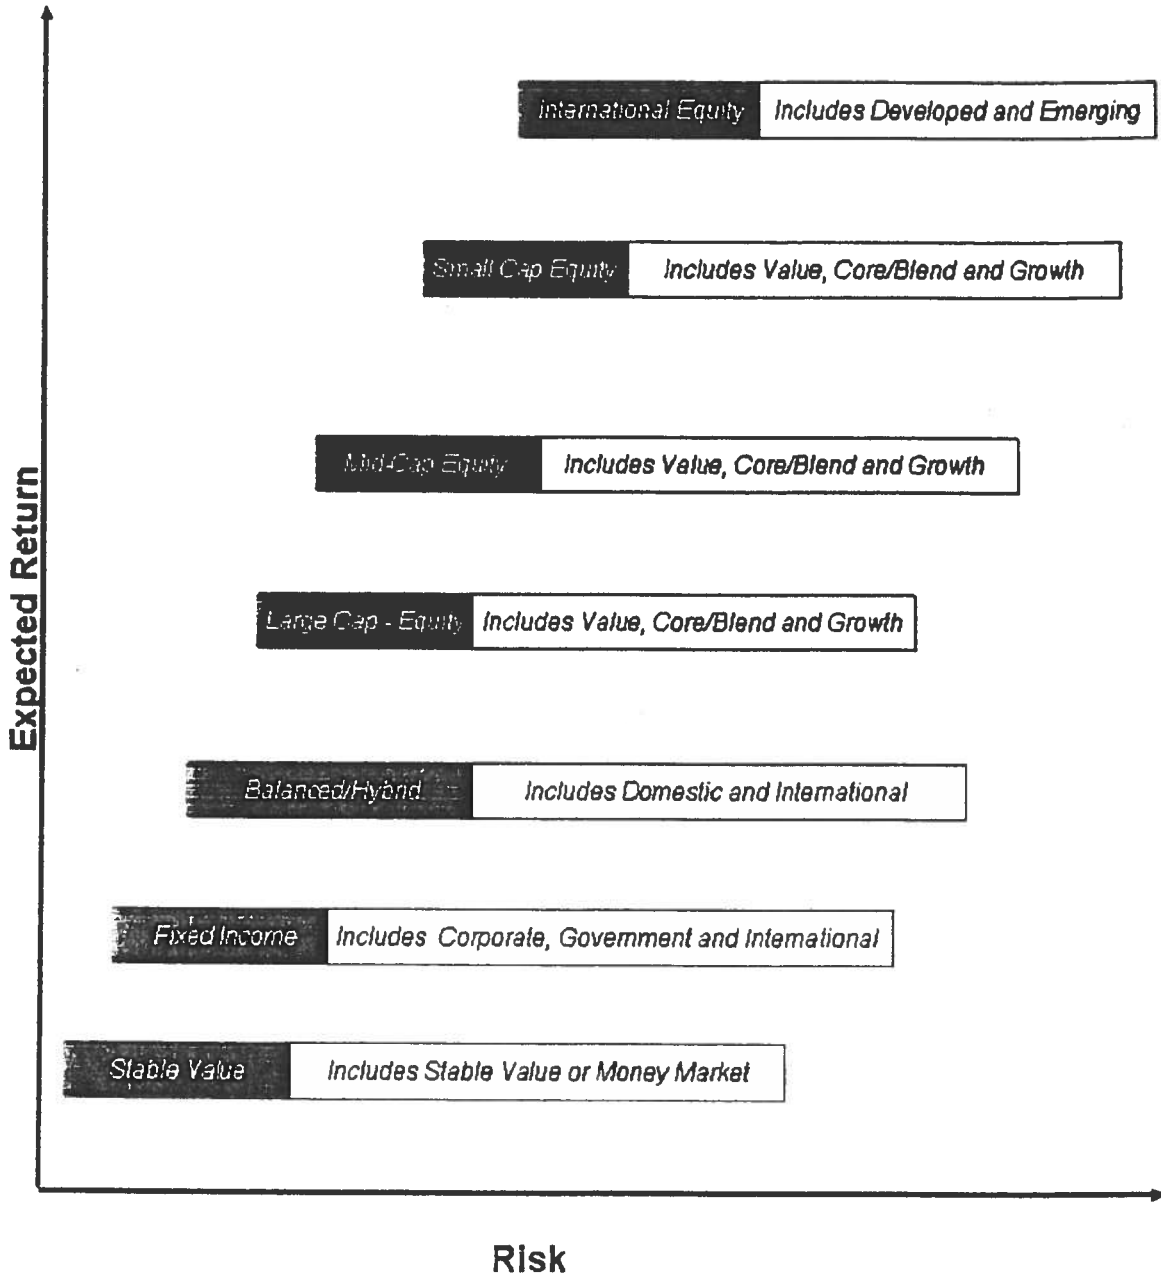 International Equity Includes Developed and Emerging
Small Cap Equity Includes Value, Core/Blend and Growth
Mid-Cap Equity Includes Value, Core/Blend and Growth
Expected Return
Large Cap - Equity Includes Value, Core/Blend and Growth
Balanced/Hybrid Includes Domestic and International
Fixed Income Includes Corporate, Government and International
Stable Value Includes Stable Value or Money Market
Risk